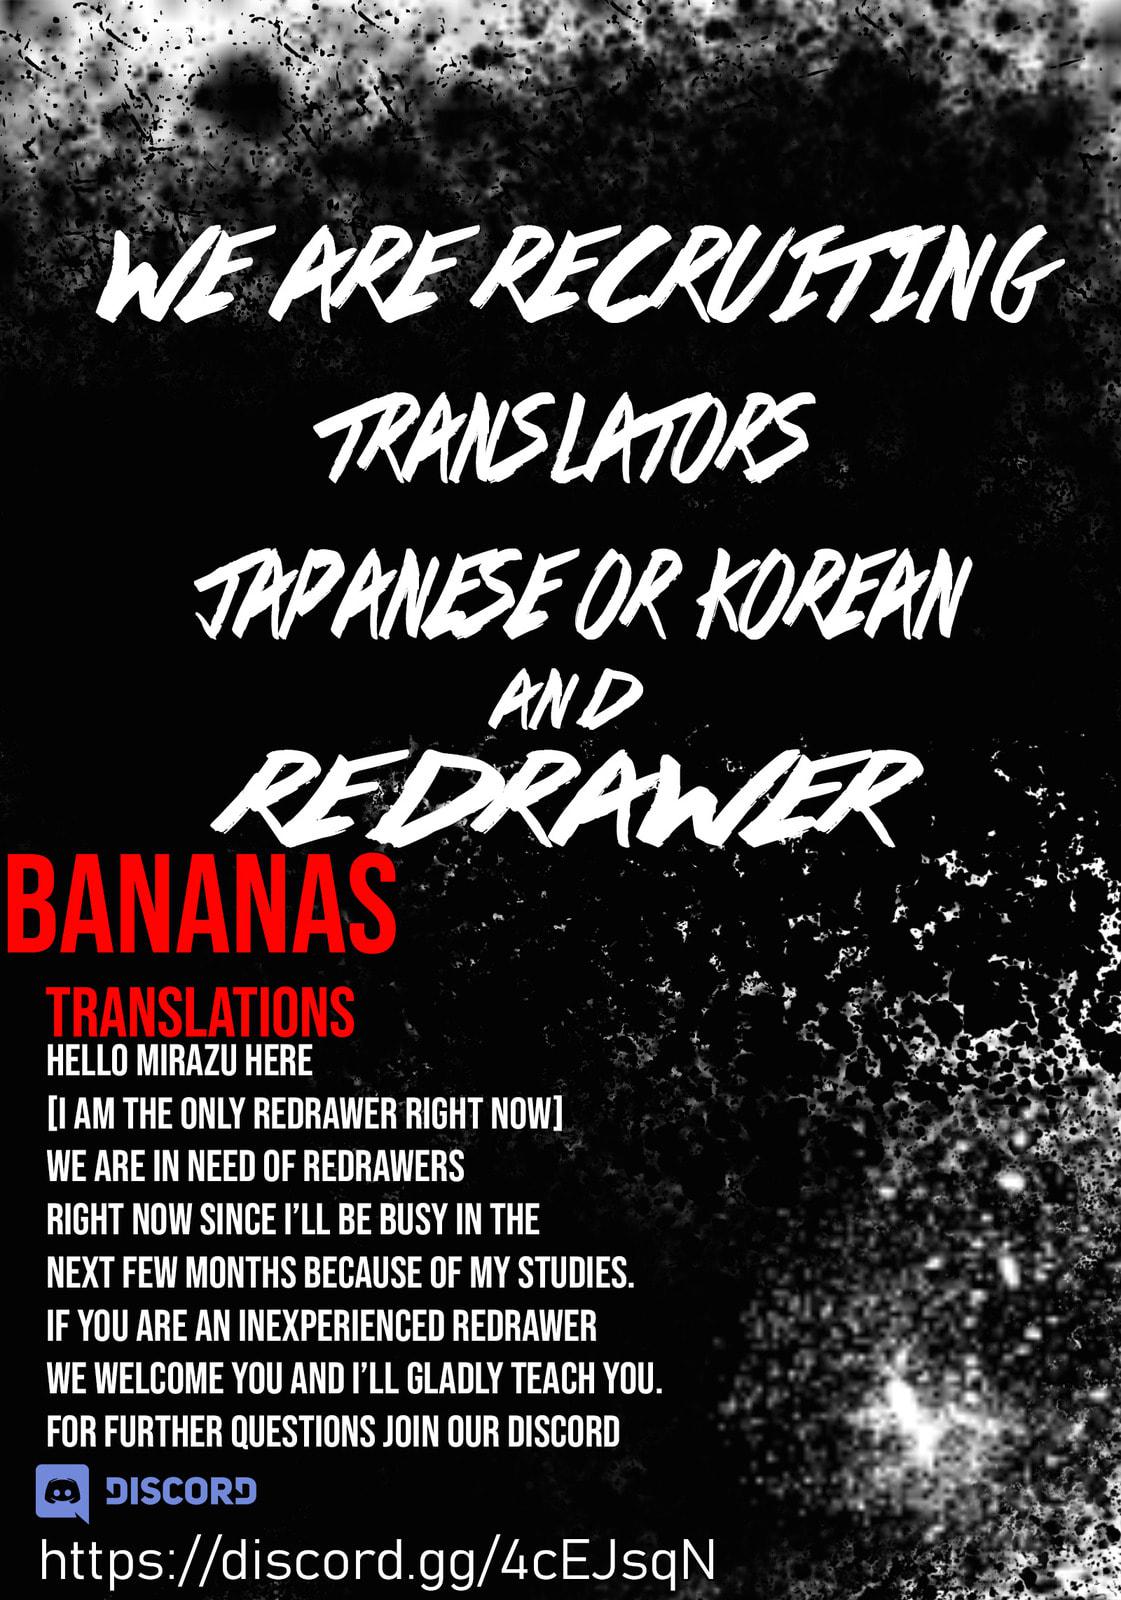 WE ARE RECRUITING
TRANSLATORS
JAPANESE OR KOREAN
AND
REDRAWER
BANANAS
TRANSLATIONS
HELLO MIRAZU HERE
[I AM THE ONLY REDRAWER RIGHT NOW]
WE ARE IN NEED OF REDRAWERS
RIGHT NOW SINCE I'LL BE BUSY IN THE
NEXT FEW MONTHS BECAUSE OF MY STUDIES.
IF YOU ARE AN INEXPERIENCED REDRAWER
WE WELCOME YOU AND I'LL GLADLY TEACH YOU.
FOR FURTHER QUESTIONS JOIN OUR DISCORD
DISCORD
https://discord.gg/4cEJsqN